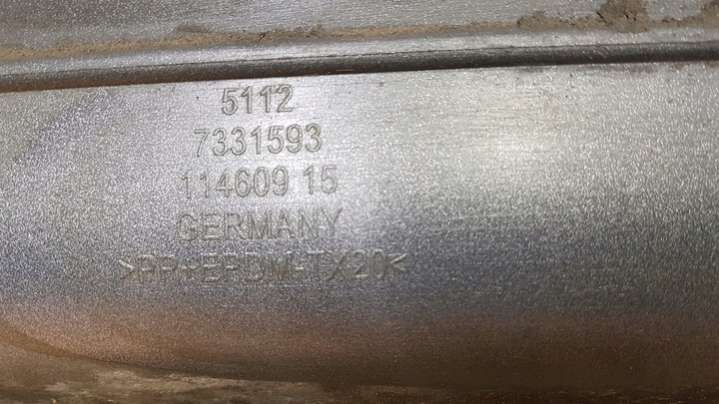 5112
7331593
114609 15
GERMANY
>PP+EPDM-TX20<